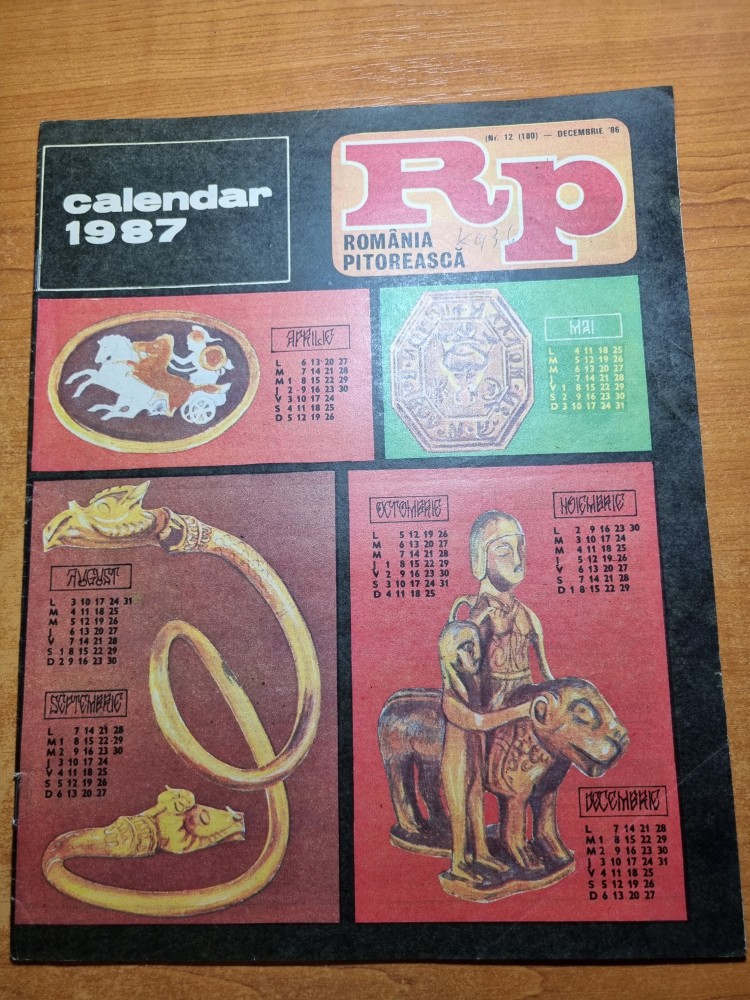 calendar
1987
(Nr. 12 (180) — DECEMBRIE '86
Rp
ROMÂNIA
PITOREASCĂ
APRILIE
L 6 13 20 27
M 7 14 21 28
M 1 8 15 22 29
J 2 9 16 23 30
V 3 10 17 24
S 4 11 18 25
D 5 12 19 26
MAI
L 4 11 18 25
M 5 12 19 26
M 6 13 20 27
J 7 14 21 28
V 1 8 15 22 29
S 2 9 16 23 30
D 3 10 17 24 31
AUGUST
L 3 10 17 24 31
M 4 11 18 25
M 5 12 19 26
J 6 13 20 27
V 7 14 21 28
S 1 8 15 22 29
D 2 9 16 23 30
SEPTEMBRIE
L 7 14 21 28
M 1 8 15 22 29
M 2 9 16 23 30
J 3 10 17 24
V 4 11 18 25
S 5 12 19 26
D 6 13 20 27
OCTOMBRIE
L 5 12 19 26
M 6 13 20 27
M 7 14 21 28
J 1 8 15 22 29
V 2 9 16 23 30
S 3 10 17 24 31
D 4 11 18 25
NOIEMBRIE
L 2 9 16 23 30
M 3 10 17 24
M 4 11 18 25
J 5 12 19 26
V 6 13 20 27
S 7 14 21 28
D 1 8 15 22 29
DECEMBRIE
L 7 14 21 28
M 1 8 15 22 29
M 2 9 16 23 30
J 3 10 17 24 31
V 4 11 18 25
S 5 12 19 26
D 6 13 20 27